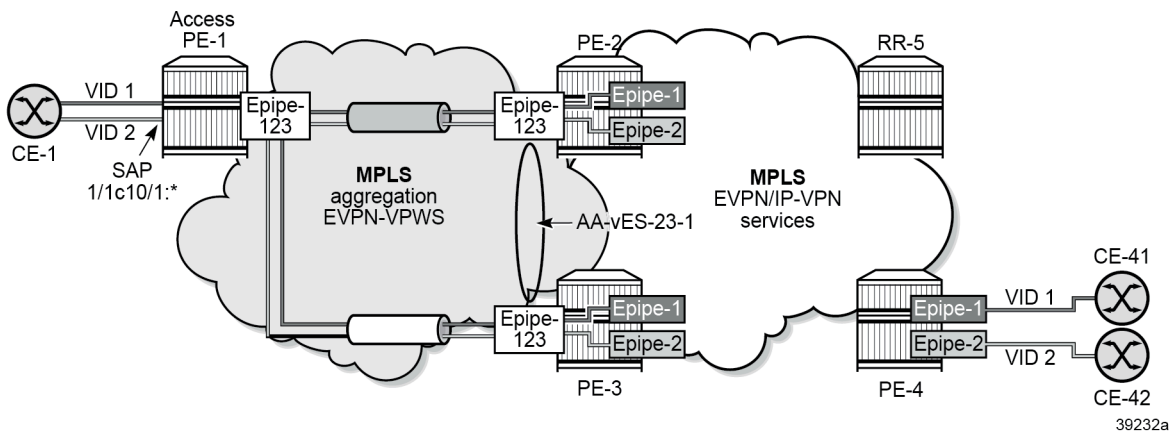 Access
PE-1
PE-2
RR-5
VID 1
VID 2
CE-1
SAP
1/1c10/1:*
Epipe-
123
Epipe-
123
Epipe-1
Epipe-2
MPLS
aggregation
EVPN-VPWS
MPLS
EVPN/IP-VPN
services
AA-vES-23-1
Epipe-
123
Epipe-1
Epipe-2
PE-3
Epipe-1
Epipe-2
PE-4
VID 1
VID 2
CE-41
CE-42
39232a